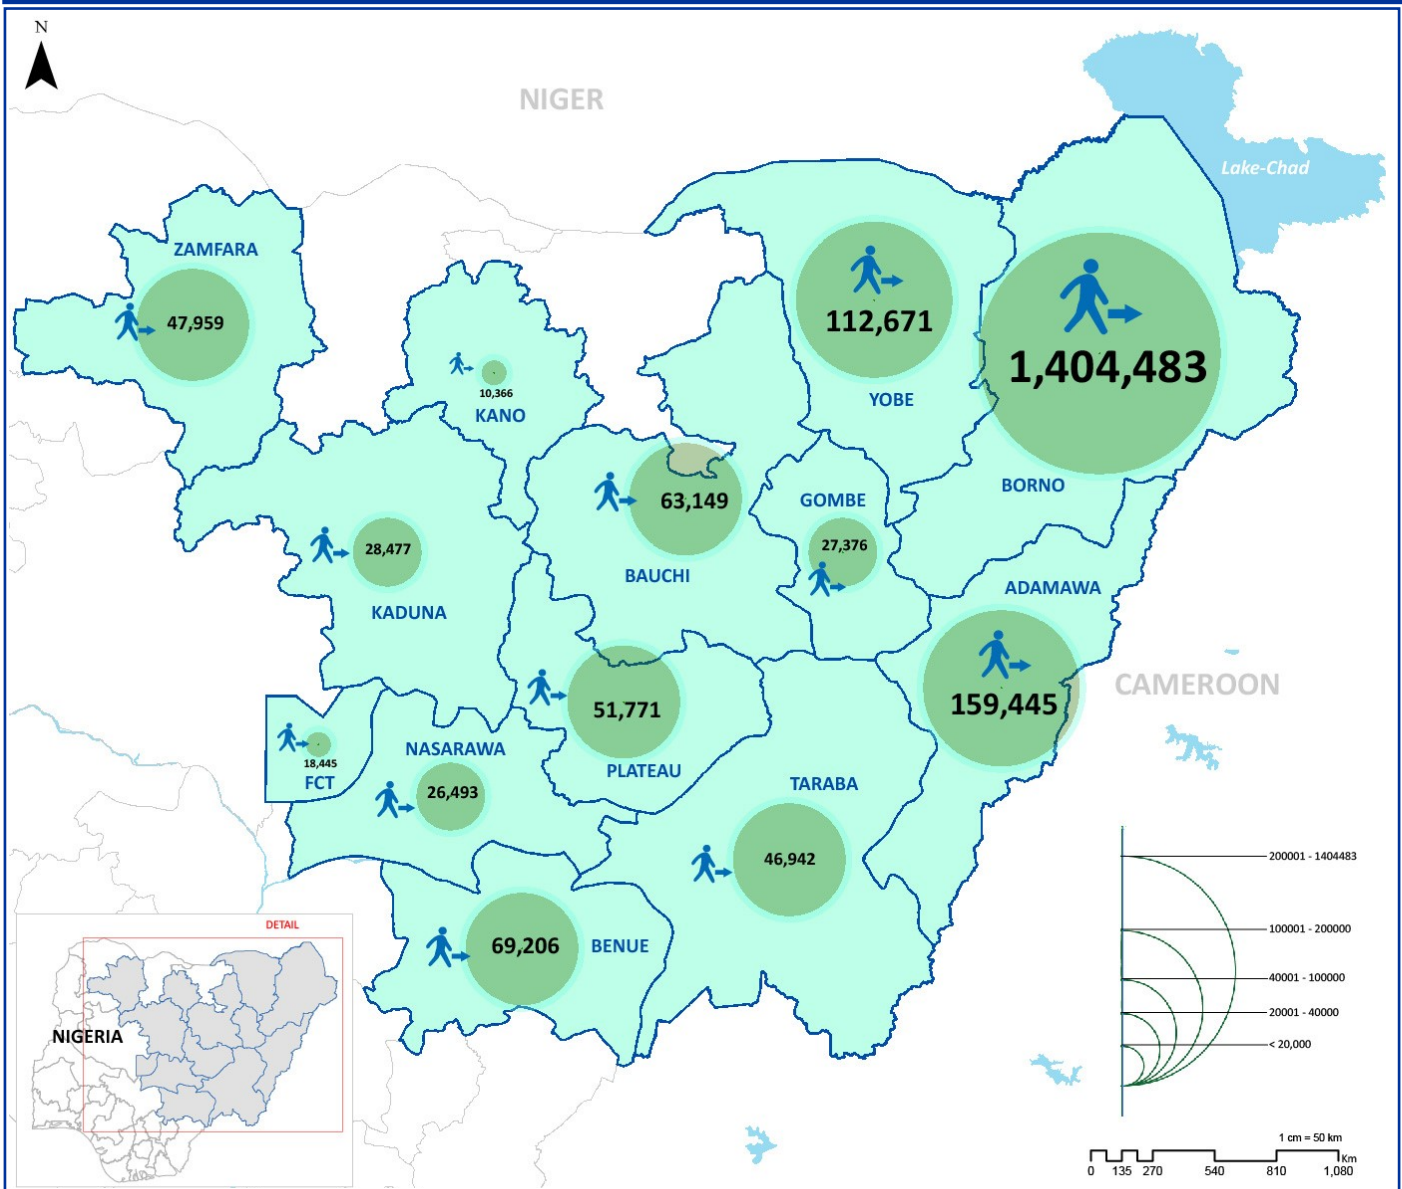 N
NIGER
Lake-Chad
ZAMFARA
47,959
10,366
KANO
112,671
YOBE
1,404,483
BORNO
63,149
BAUCHI
GOMBE
27,376
28,477
KADUNA
ADAMAWA
159,445
CAMEROON
51,771
PLATEAU
18,445
FCT
NASARAWA
26,493
TARABA
46,942
69,206
BENUE
DETAIL
NIGERIA
200001 - 1404483
100001 - 200000
40001 - 100000
20001 - 40000
< 20,000
1 cm = 50 km
Km
0 135 270 540 810 1,080